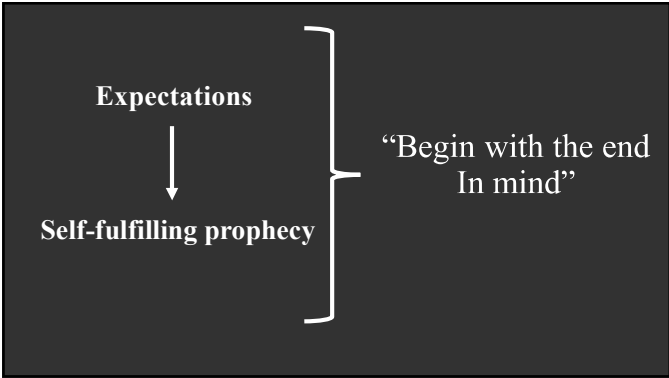 Expectations
Self-fulfilling prophecy
“Begin with the end
In mind”